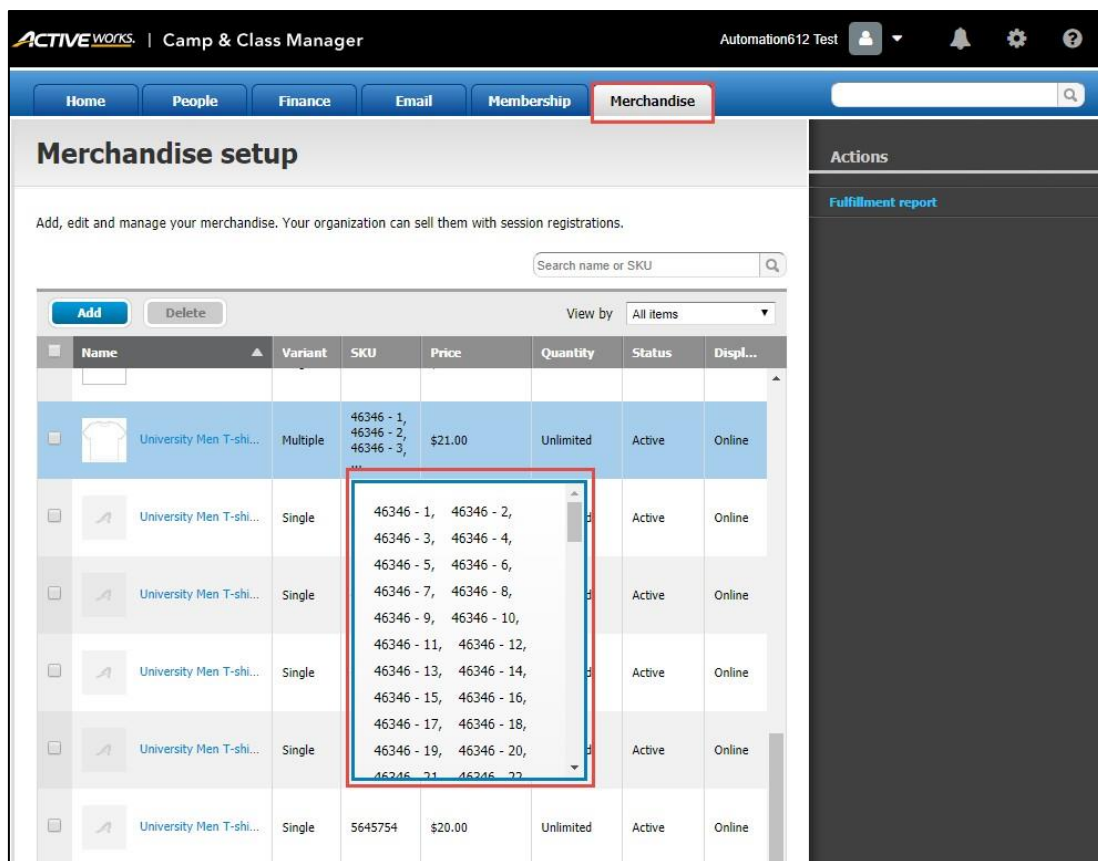 ACTIVEWORKS. | Camp & Class Manager Automation612 Test
Home People Finance Email Membership Merchandise
Merchandise setup
Actions
Fulfillment report
Add, edit and manage your merchandise. Your organization can sell them with session registrations.
Search name or SKU
Add Delete View by All items
Name Variant SKU Price Quantity Status Displ...
University Men T-shi... Multiple 46346 - 1, $21.00 Unlimited Active Online
46346 - 2,
46346 - 3,
...
University Men T-shi... Single Active Online
46346 - 1, 46346 - 2,
46346 - 3, 46346 - 4,
46346 - 5, 46346 - 6,
University Men T-shi... Single Active Online
46346 - 7, 46346 - 8,
46346 - 9, 46346 - 10,
46346 - 11, 46346 - 12,
University Men T-shi... Single Active Online
46346 - 13, 46346 - 14,
46346 - 15, 46346 - 16,
46346 - 17, 46346 - 18,
University Men T-shi... Single Active Online
46346 - 19, 46346 - 20,
46346 - 21, 46346 - 22
University Men T-shi... Single 5645754 $20.00 Unlimited Active Online